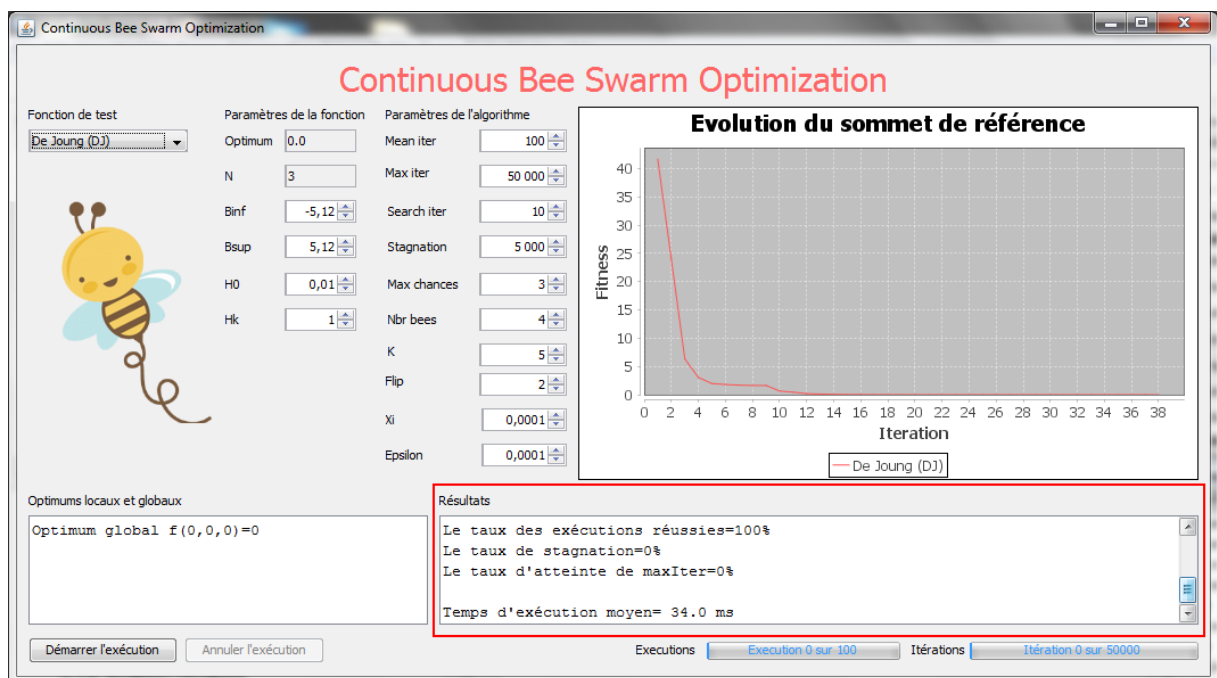 Continuous Bee Swarm Optimization
Continuous Bee Swarm Optimization
Fonction de test
De Joung (DJ)
Paramètres de la fonction
Optimum 0.0
N 3
Binf -5,12
Bsup 5,12
H0 0,01
Hk 1
Paramètres de l'algorithme
Mean iter 100
Max iter 50 000
Search iter 10
Stagnation 5 000
Max chances 3
Nbr bees 4
K 5
Flip 2
Xi 0,0001
Epsilon 0,0001
Evolution du sommet de référence
Fitness
40
35
30
25
20
15
10
5
0
0 2 4 6 8 10 12 14 16 18 20 22 24 26 28 30 32 34 36 38
Iteration
De Joung (DJ)
Optimums locaux et globaux
Optimum global f(0,0,0)=0
Résultats
Le taux des exécutions réussies=100%
Le taux de stagnation=0%
Le taux d'atteinte de maxIter=0%
Temps d'exécution moyen= 34.0 ms
Démarrer l'exécution
Annuler l'exécution
Executions
Execution 0 sur 100
Itérations
Itération 0 sur 50000